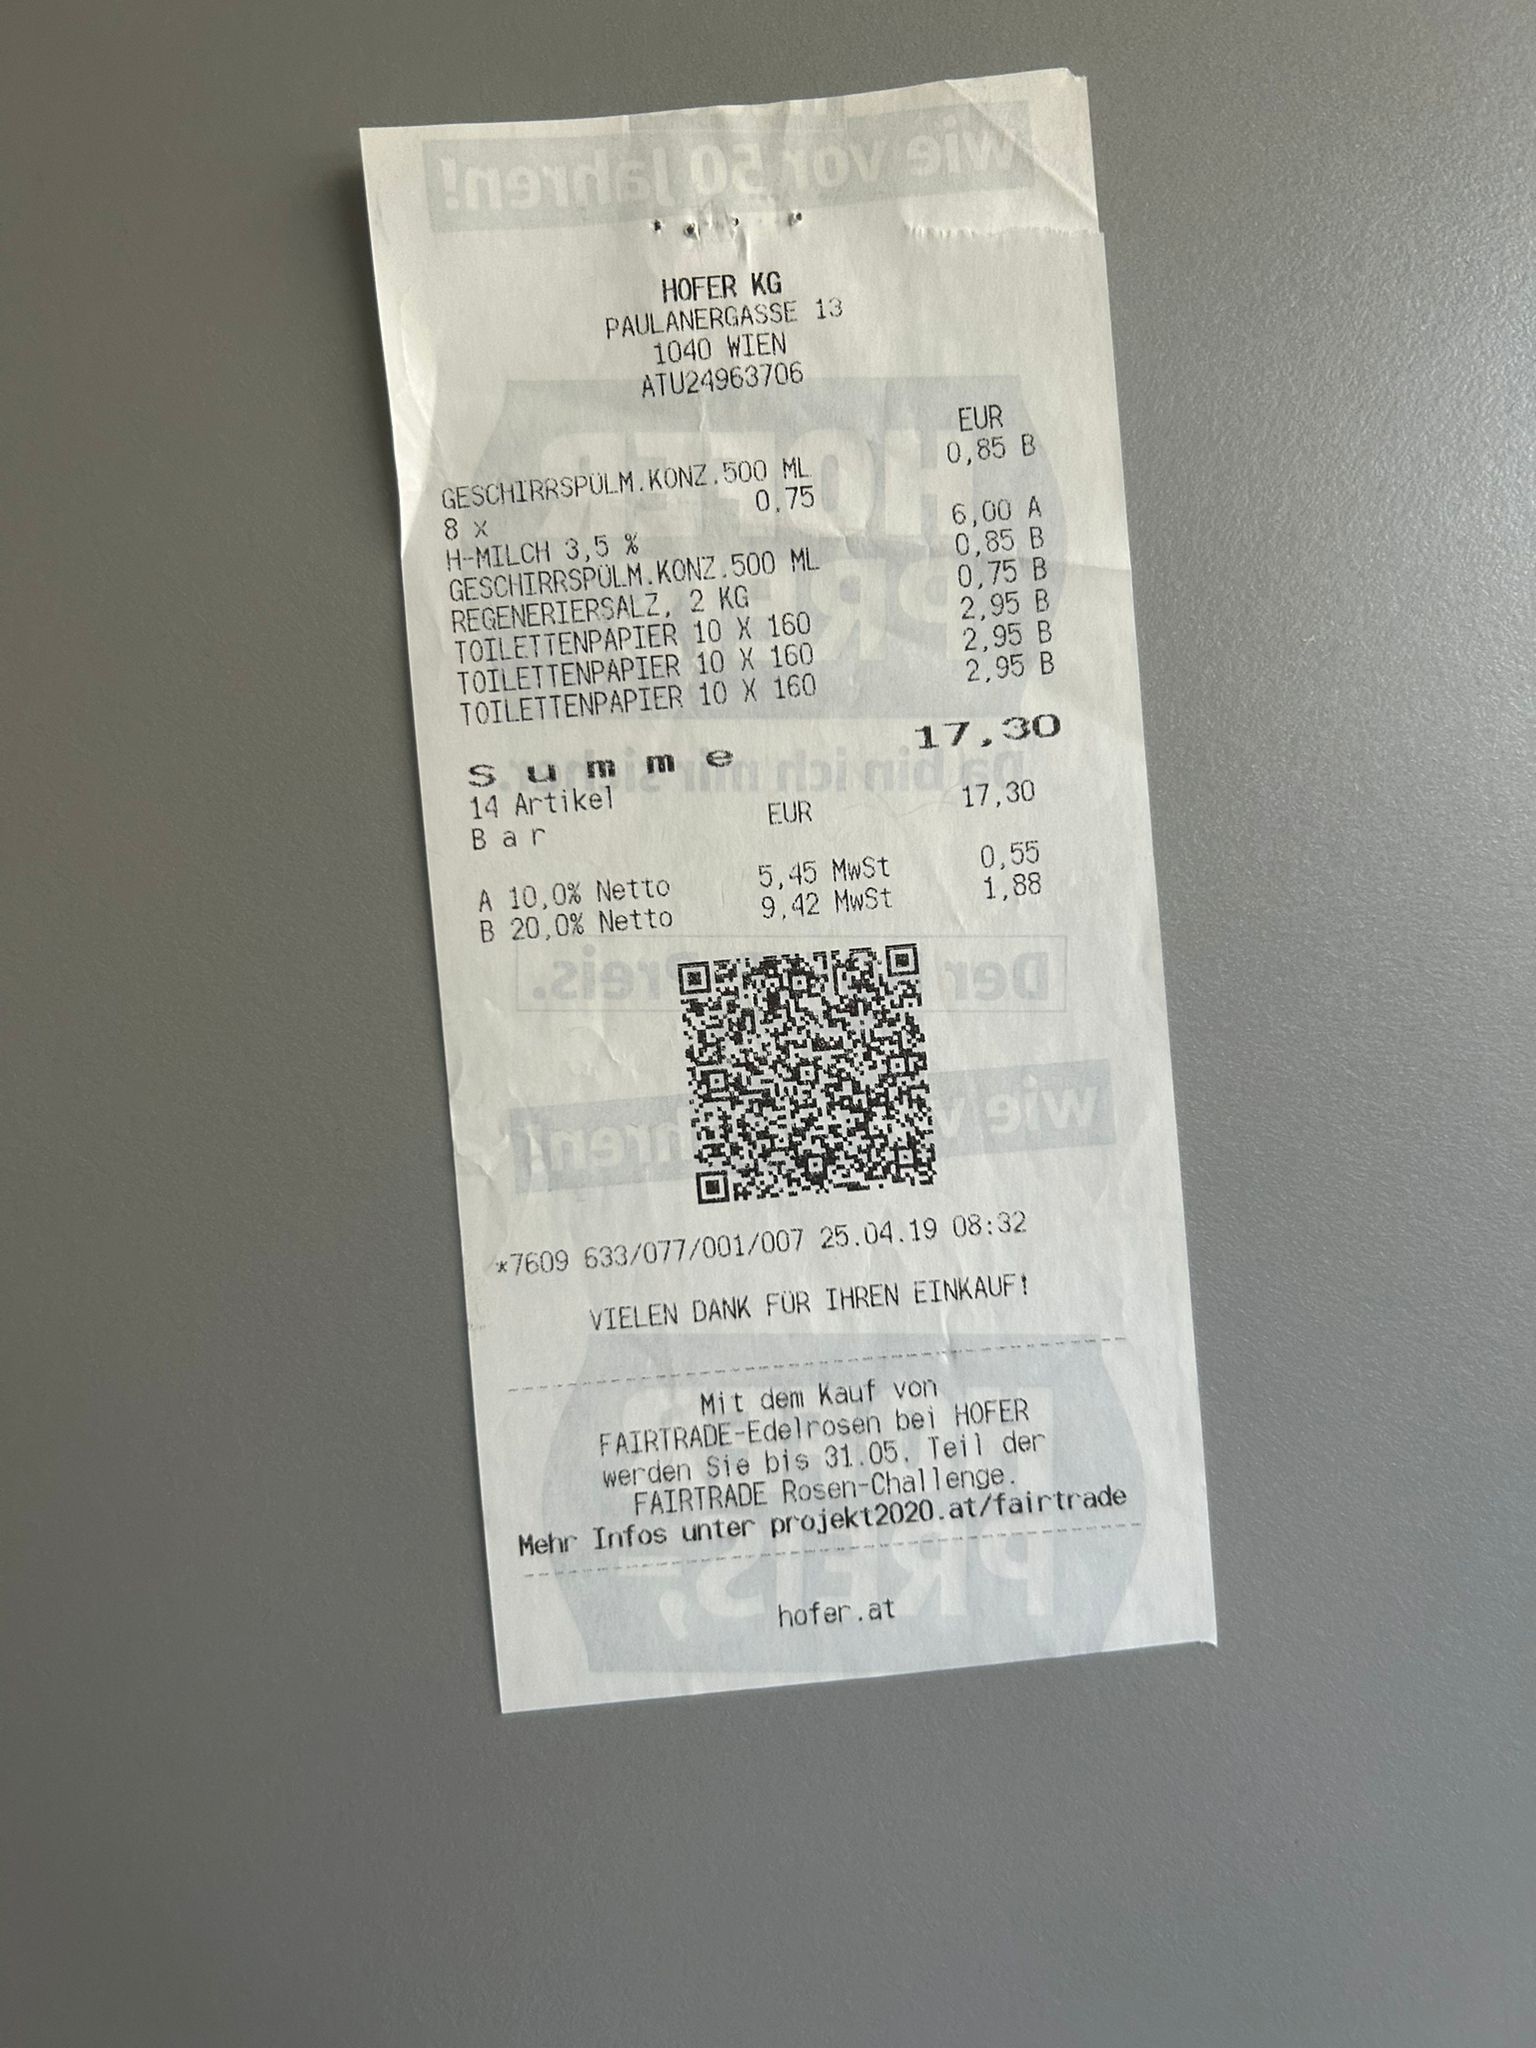 wie vor 50 Jahren!
HOFER KG
PAULANERGASSE 13
1040 WIEN
ATU24963706
EUR
GESCHIRRSPÜLM.KONZ.500 ML 0,85 B
8 x 0,75
H-MILCH 3,5 % 6,00 A
GESCHIRRSPÜLM.KONZ.500 ML 0,85 B
REGENERIERSALZ, 2 KG 0,75 B
TOILETTENPAPIER 10 X 160 2,95 B
TOILETTENPAPIER 10 X 160 2,95 B
TOILETTENPAPIER 10 X 160 2,95 B
Summe 17,30
14 Artikel
Bar EUR 17,30
A 10,0% Netto 5,45 MwSt 0,55
B 20,0% Netto 9,42 MwSt 1,88
*7609 633/077/001/007 25.04.19 08:32
VIELEN DANK FÜR IHREN EINKAUF!
Mit dem Kauf von
FAIRTRADE-Edelrosen bei HOFER
werden Sie bis 31.05. Teil der
FAIRTRADE Rosen-Challenge.
Mehr Infos unter projekt2020.at/fairtrade
hofer.at